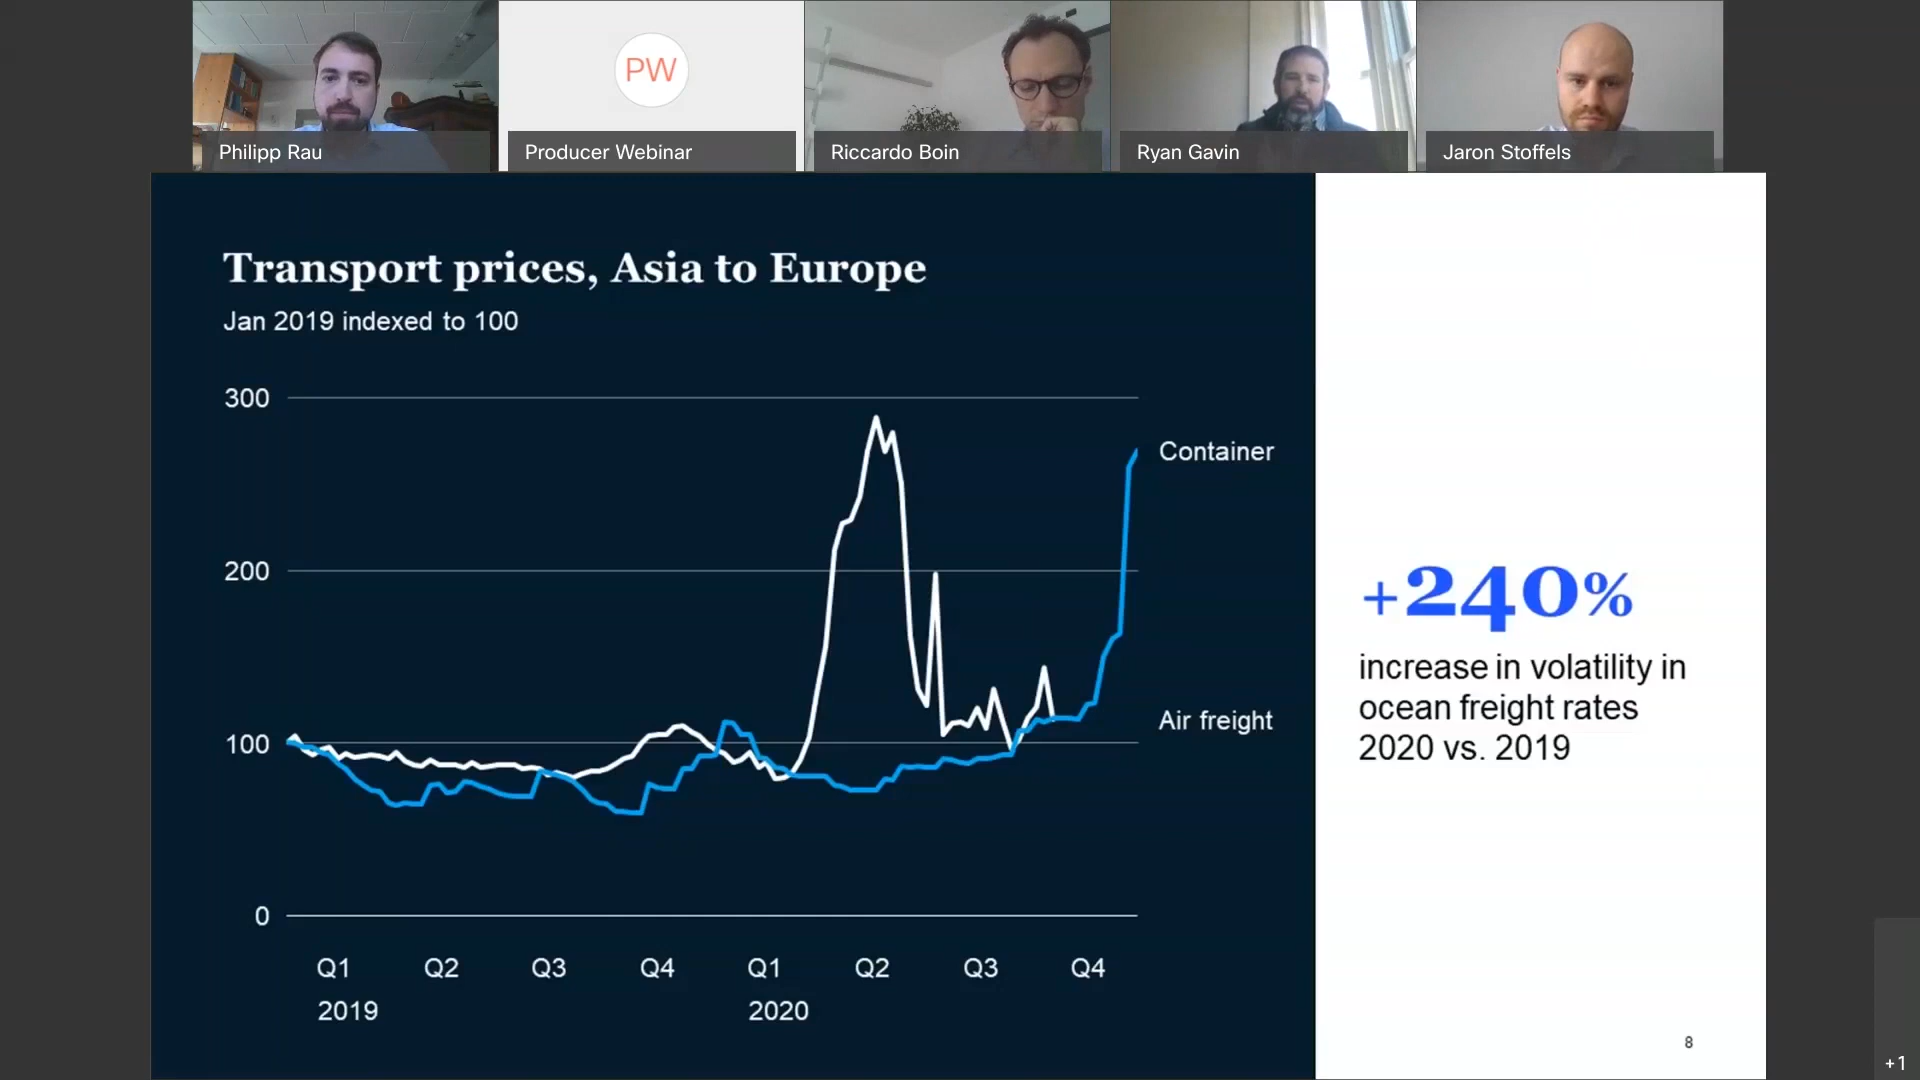 PW
Philipp Rau
Producer Webinar
Riccardo Boin
Ryan Gavin
Jaron Stoffels
Transport prices, Asia to Europe
Jan 2019 indexed to 100
300
Container
200
+240%
increase in volatility in
ocean freight rates
2020 vs. 2019
Air freight
100
0
Q1 Q2 Q3 Q4 Q1 Q2 Q3 Q4
2019 2020
8
+1